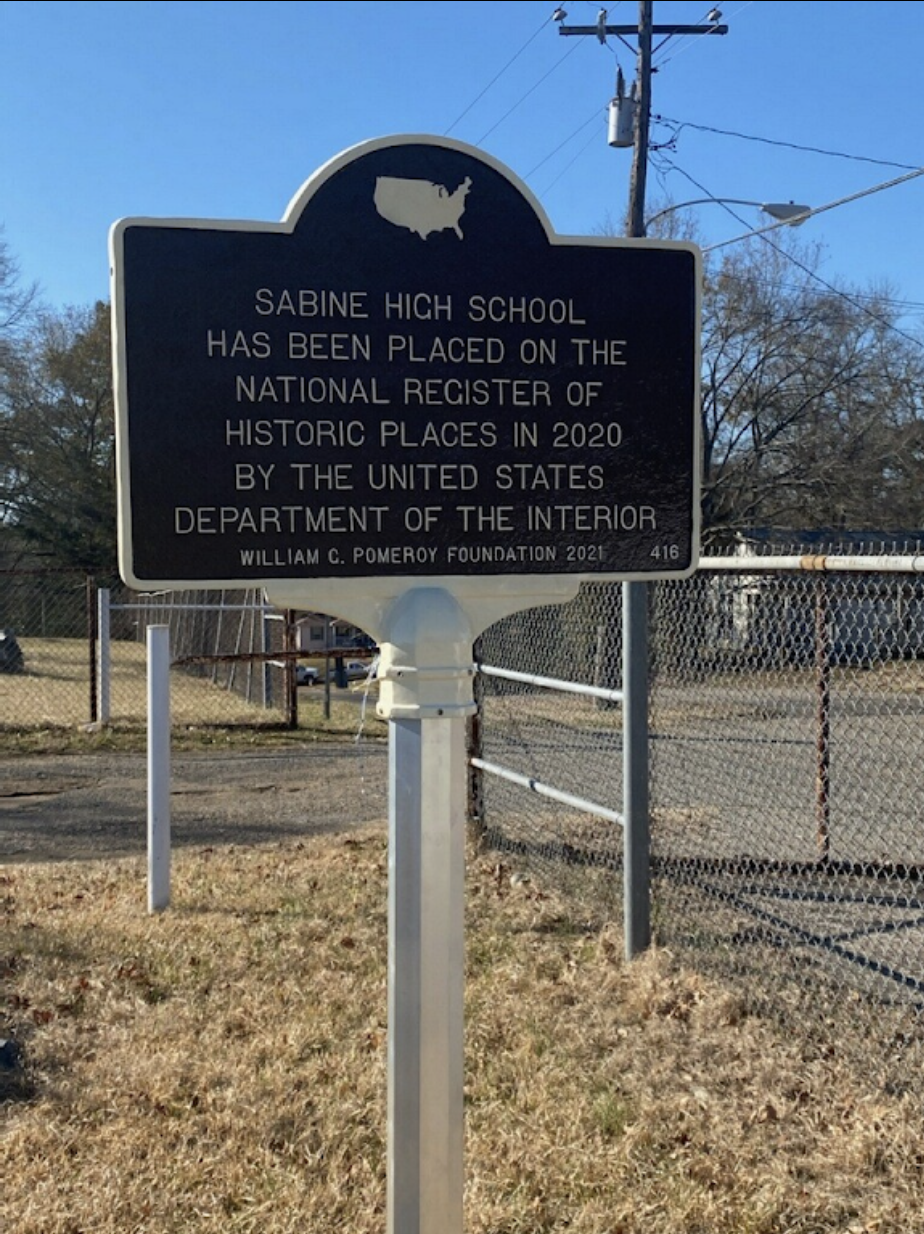 SABINE HIGH SCHOOL
HAS BEEN PLACED ON THE
NATIONAL REGISTER OF
HISTORIC PLACES IN 2020
BY THE UNITED STATES
DEPARTMENT OF THE INTERIOR
WILLIAM G. POMEROY FOUNDATION 2021 416